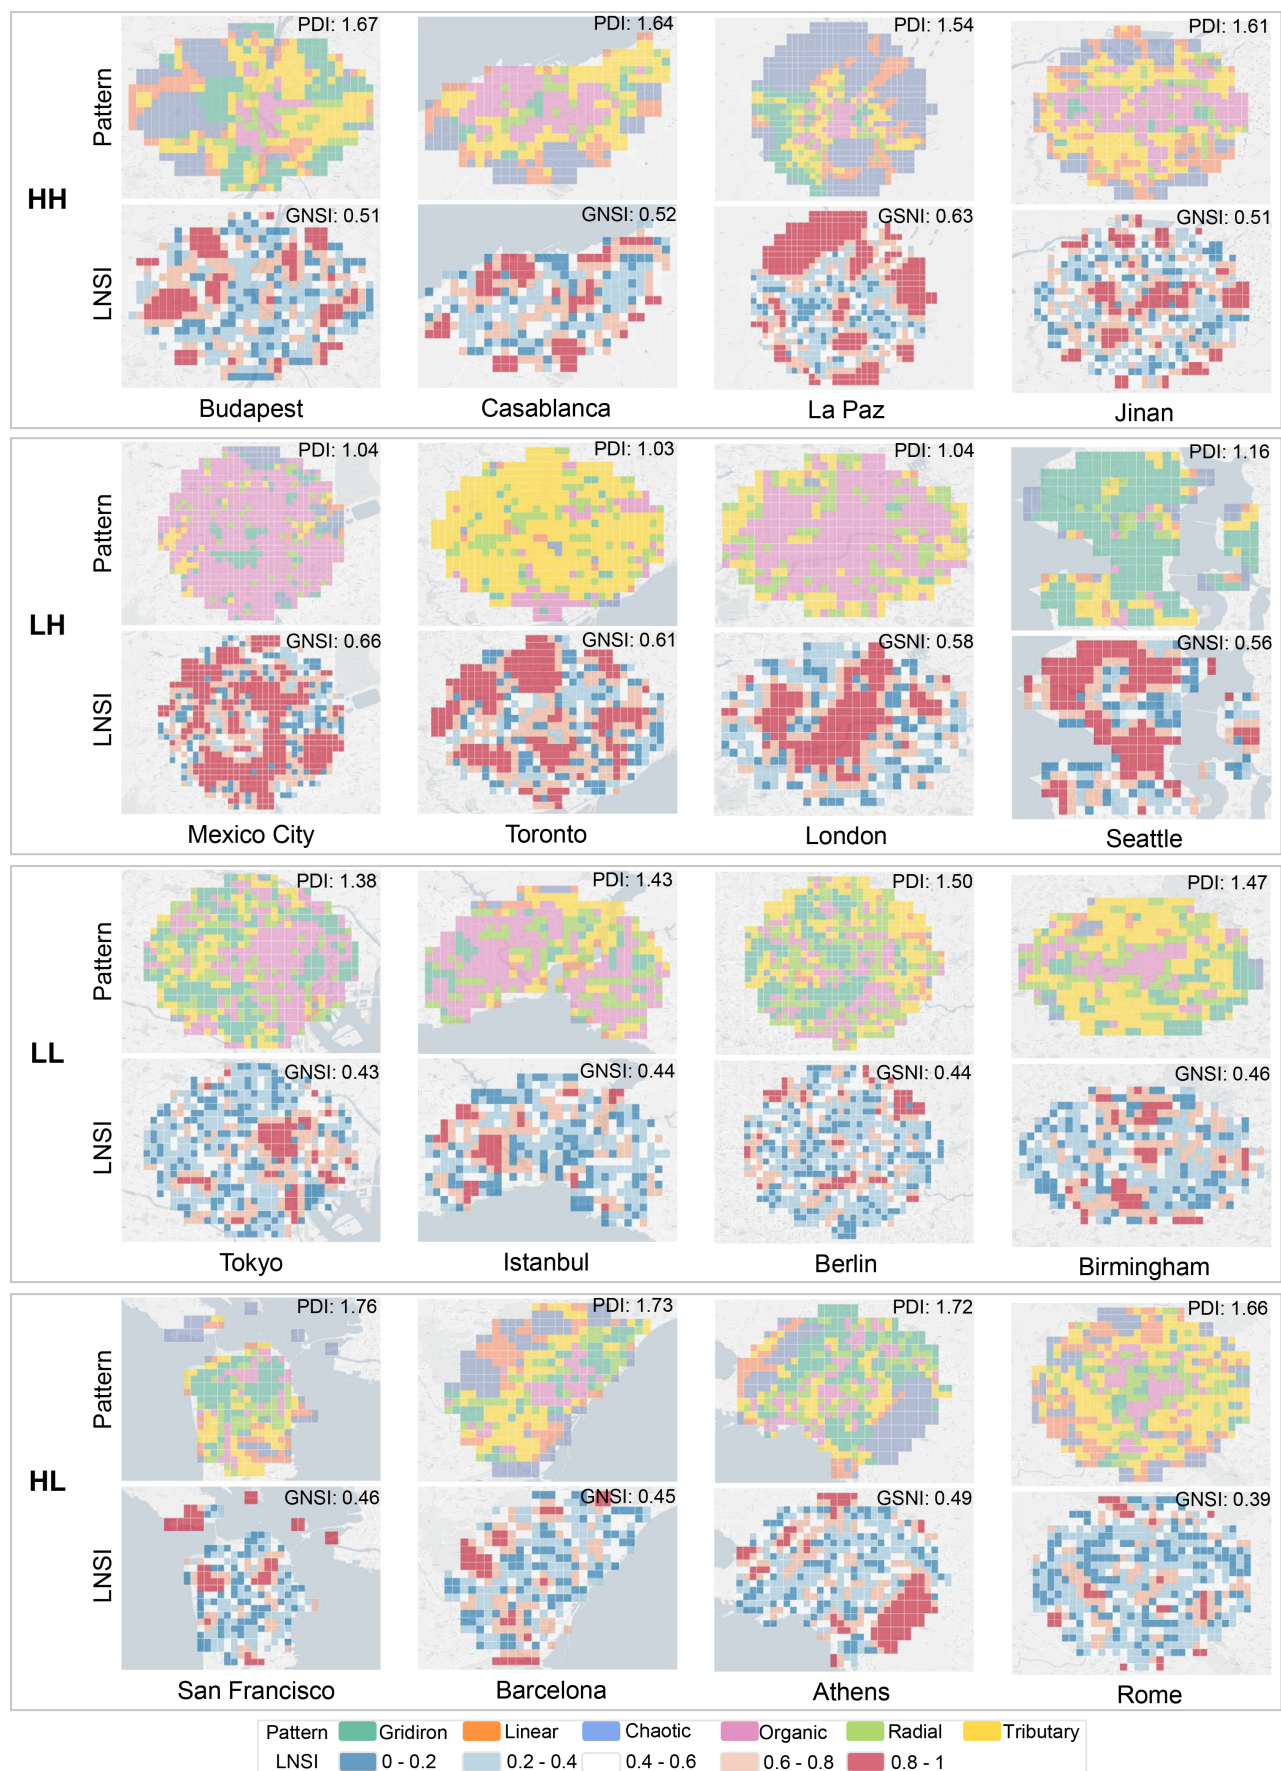 PDI: 1.67 PDI: 1.64 PDI: 1.54 PDI: 1.61
Pattern
HH
GNSI: 0.51 GNSI: 0.52 GSNI: 0.63 GNSI: 0.51
LNSI
Budapest Casablanca La Paz Jinan
PDI: 1.04 PDI: 1.03 PDI: 1.04 PDI: 1.16
Pattern
LH
GNSI: 0.66 GNSI: 0.61 GSNI: 0.58 GNSI: 0.56
LNSI
Mexico City Toronto London Seattle
PDI: 1.38 PDI: 1.43 PDI: 1.50 PDI: 1.47
Pattern
LL
GNSI: 0.43 GNSI: 0.44 GSNI: 0.44 GNSI: 0.46
LNSI
Tokyo Istanbul Berlin Birmingham
PDI: 1.76 PDI: 1.73 PDI: 1.72 PDI: 1.66
Pattern
HL
GNSI: 0.46 GNSI: 0.45 GSNI: 0.49 GNSI: 0.39
LNSI
San Francisco Barcelona Athens Rome
Pattern Gridiron Linear Chaotic Organic Radial Tributary
LNSI 0 - 0.2 0.2 - 0.4 0.4 - 0.6 0.6 - 0.8 0.8 - 1